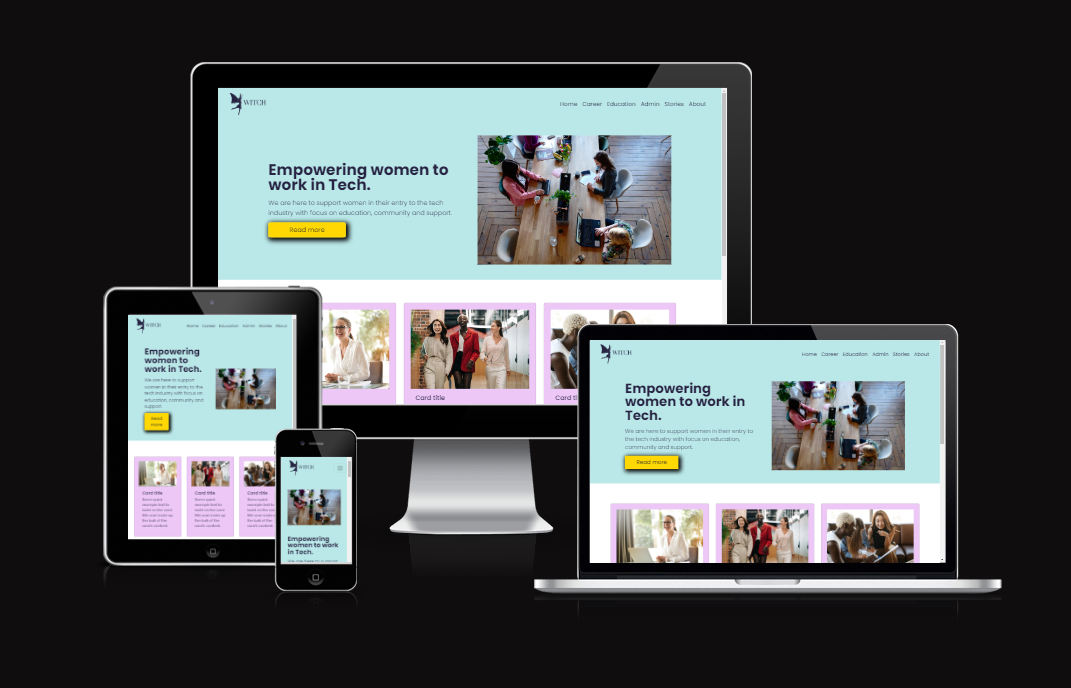 WITCH
Home Career Education Admin Stories About
Empowering women to
work in Tech.
We are here to support women in their entry to the tech
industry with focus on education, community and support.
Read more
Card title
Card ti
WITCH
Home Career Education Admin Stories About
Empowering
women to
work in Tech.
We are here to support
women in their entry to the
tech industry with focus on
education, community and
support.
Read
more
Card title Card title Card title
WITCH
Empowering
women to work
in Tech.
WITCH
Home Career Education Admin Stories About
Empowering
women to work in
Tech.
We are here to support women in their entry to
the tech industry with focus on education,
community and support.
Read more